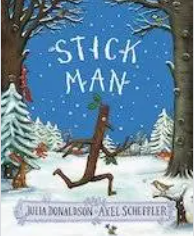 STICK
MAN
JULIA DONALDSON • AXEL SCHEFFLER